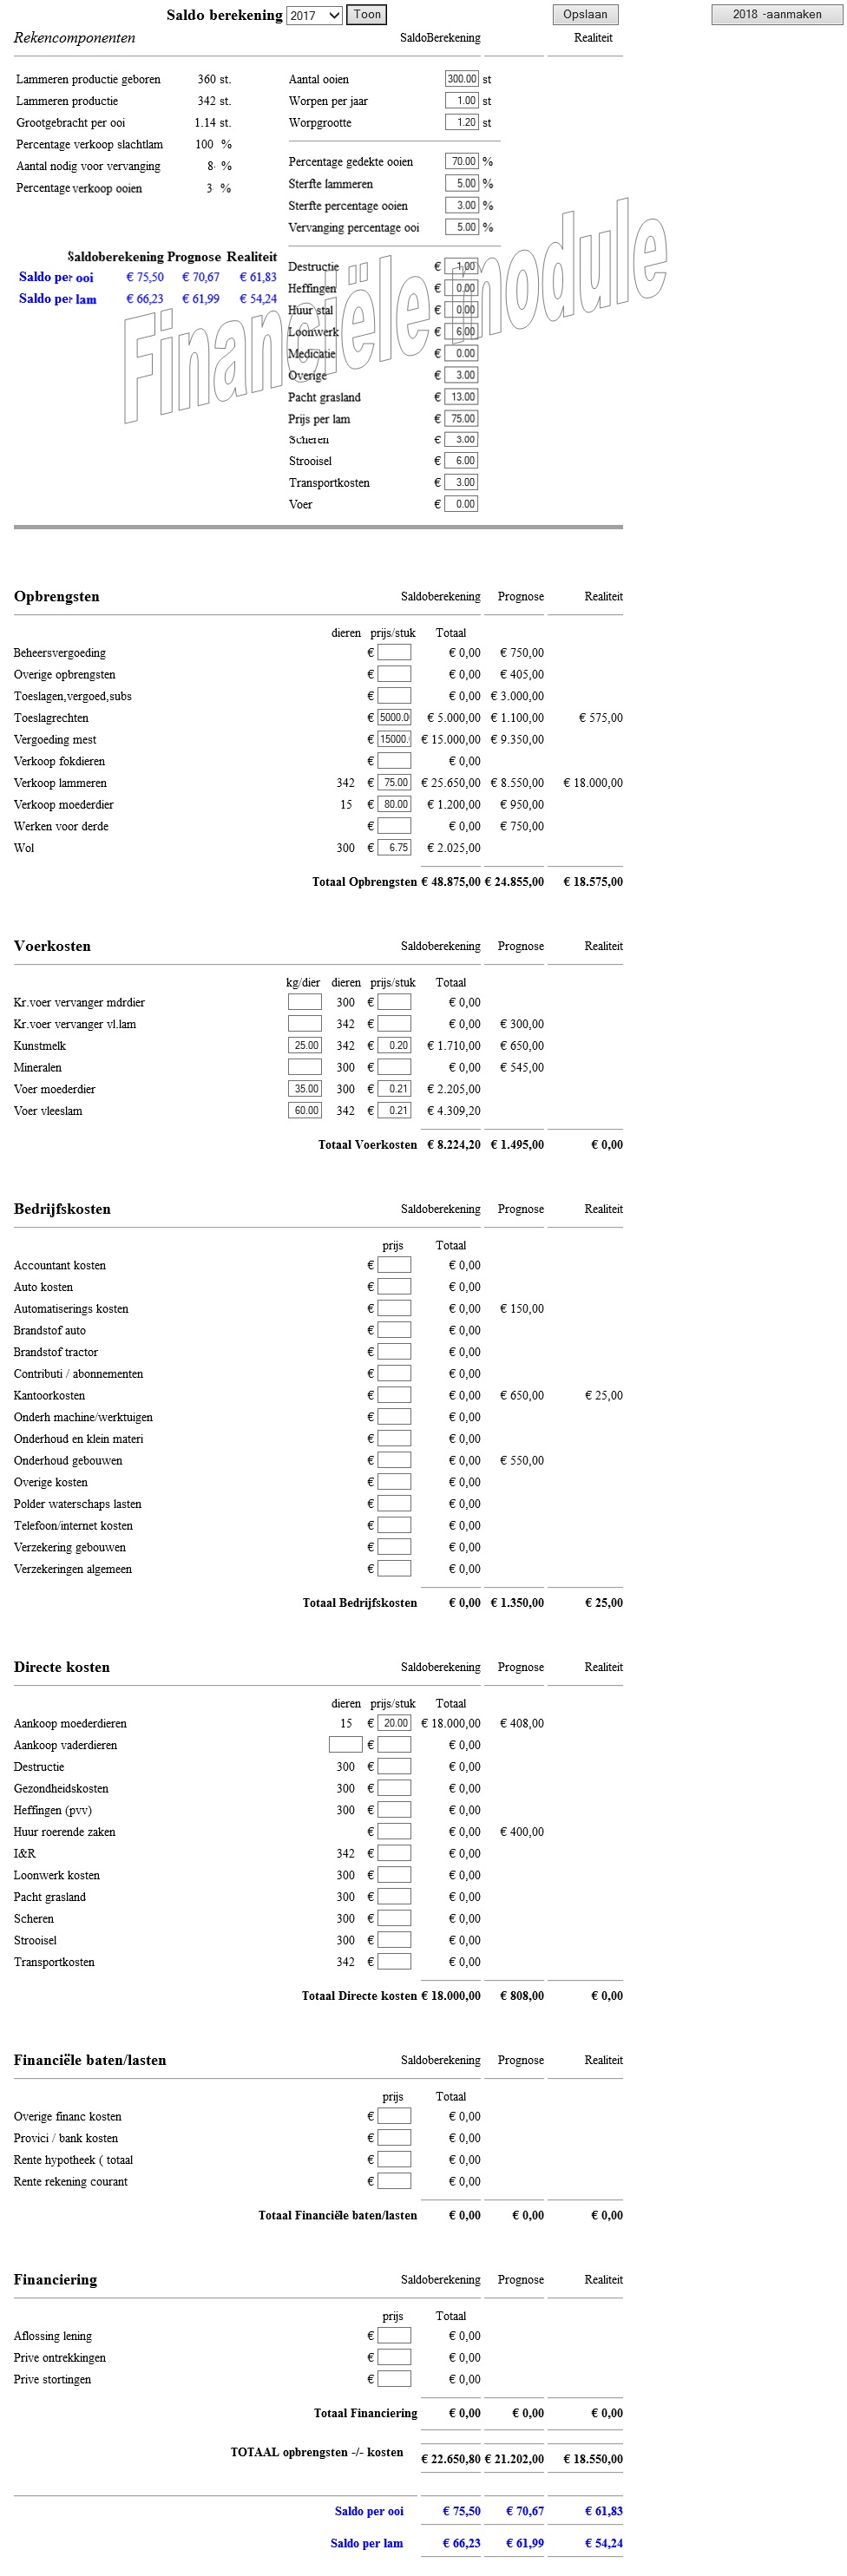 Saldo berekening 2017 Toon Opslaan 2018 -aanmaken
Rekencomponenten SaldoBerekening Realiteit
Lammeren productie geboren 360 st. Aantal ooien 300.00 st
Lammeren productie 342 st. Worpen per jaar 1.00 st
Grootgebracht per ooi 1.14 st. Worpgrootte 1.20 st
Percentage verkoop slachtlam 100 %
Aantal nodig voor vervanging 8 % Percentage gedekte ooien 70.00 %
Percentage verkoop ooien 3 % Sterfte lammeren 5.00 %
Sterfte percentage ooien 3.00 %
Vervanging percentage ooi 5.00 %
Saldoberekening Prognose Realiteit
Saldo per ooi € 75,50 € 70,67 € 61,83
Saldo per lam € 66,23 € 61,99 € 54,24
Financiële module
Destructie € 1.00
Heffingen € 0.00
Huur stal € 0.00
Loonwerk € 6.00
Medicatie € 0.00
Overige € 3.00
Pacht grasland € 13.00
Prijs per lam € 75.00
Scheren € 3.00
Strooisel € 6.00
Transportkosten € 3.00
Voer € 0.00
Opbrengsten Saldoberekening Prognose Realiteit
dieren prijs/stuk Totaal
Beheersvergoeding € € 0,00 € 750,00
Overige opbrengsten € € 0,00 € 405,00
Toeslagen,vergoed,subs € € 0,00 € 3.000,00
Toeslagrechten € 5000.0 € 5.000,00 € 1.100,00 € 575,00
Vergoeding mest € 15000. € 15.000,00 € 9.350,00
Verkoop fokdieren € € 0,00
Verkoop lammeren 342 € 75.00 € 25.650,00 € 8.550,00 € 18.000,00
Verkoop moederdier 15 € 80.00 € 1.200,00 € 950,00
Werken voor derde € € 0,00 € 750,00
Wol 300 € 6.75 € 2.025,00
Totaal Opbrengsten € 48.875,00 € 24.855,00 € 18.575,00
Voerkosten Saldoberekening Prognose Realiteit
kg/dier dieren prijs/stuk Totaal
Kr.voer vervanger mdrdier 300 € € 0,00
Kr.voer vervanger vl.lam 342 € € 0,00 € 300,00
Kunstmelk 25.00 342 € 0.20 € 1.710,00 € 650,00
Mineralen 300 € € 0,00 € 545,00
Voer moederdier 35.00 300 € 0.21 € 2.205,00
Voer vleeslam 60.00 342 € 0.21 € 4.309,20
Totaal Voerkosten € 8.224,20 € 1.495,00 € 0,00
Bedrijfskosten Saldoberekening Prognose Realiteit
prijs Totaal
Accountant kosten € € 0,00
Auto kosten € € 0,00
Automatiserings kosten € € 0,00 € 150,00
Brandstof auto € € 0,00
Brandstof tractor € € 0,00
Contributi / abonnementen € € 0,00
Kantoorkosten € € 0,00 € 650,00 € 25,00
Onderh machine/werktuigen € € 0,00
Onderhoud en klein materi € € 0,00
Onderhoud gebouwen € € 0,00 € 550,00
Overige kosten € € 0,00
Polder waterschaps lasten € € 0,00
Telefoon/internet kosten € € 0,00
Verzekering gebouwen € € 0,00
Verzekeringen algemeen € € 0,00
Totaal Bedrijfskosten € 0,00 € 1.350,00 € 25,00
Directe kosten Saldoberekening Prognose Realiteit
dieren prijs/stuk Totaal
Aankoop moederdieren 15 € 20.00 € 18.000,00 € 408,00
Aankoop vaderdieren € € 0,00
Destructie 300 € € 0,00
Gezondheidskosten 300 € € 0,00
Heffingen (pvv) 300 € € 0,00
Huur roerende zaken € € 0,00 € 400,00
I&R 342 € € 0,00
Loonwerk kosten 300 € € 0,00
Pacht grasland 300 € € 0,00
Scheren 300 € € 0,00
Strooisel 300 € € 0,00
Transportkosten 342 € € 0,00
Totaal Directe kosten € 18.000,00 € 808,00 € 0,00
Financiële baten/lasten Saldoberekening Prognose Realiteit
prijs Totaal
Overige financ kosten € € 0,00
Provici / bank kosten € € 0,00
Rente hypotheek ( totaal € € 0,00
Rente rekening courant € € 0,00
Totaal Financiële baten/lasten € 0,00 € 0,00 € 0,00
Financiering Saldoberekening Prognose Realiteit
prijs Totaal
Aflossing lening € € 0,00
Prive ontrekkingen € € 0,00
Prive stortingen € € 0,00
Totaal Financiering € 0,00 € 0,00 € 0,00
TOTAAL opbrengsten -/- kosten € 22.650,80 € 21.202,00 € 18.550,00
Saldo per ooi € 75,50 € 70,67 € 61,83
Saldo per lam € 66,23 € 61,99 € 54,24